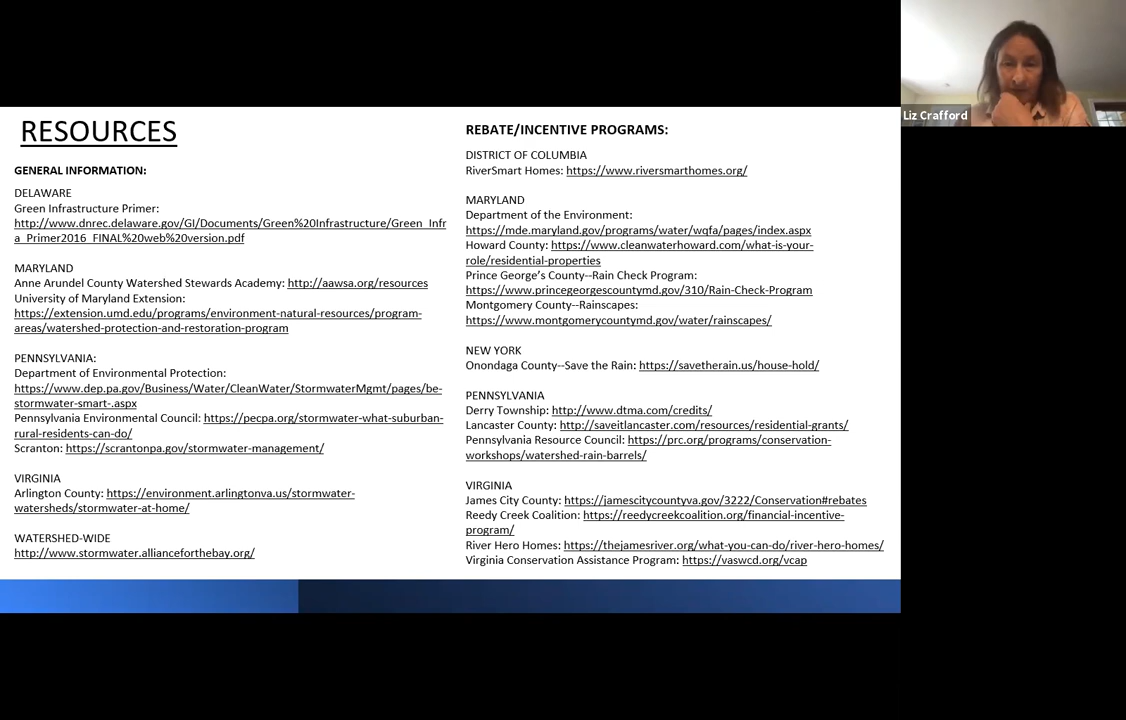 RESOURCES
GENERAL INFORMATION:
DELAWARE
Green Infrastructure Primer:
http://www.dnrec.delaware.gov/GI/Documents/Green%20Infrastructure/Green_Infr
a_Primer2016_FINAL%20web%20version.pdf
MARYLAND
Anne Arundel County Watershed Stewards Academy: http://aawsa.org/resources
University of Maryland Extension:
https://extension.umd.edu/programs/environment-natural-resources/program-
areas/watershed-protection-and-restoration-program
PENNSYLVANIA:
Department of Environmental Protection:
https://www.dep.pa.gov/Business/Water/CleanWater/StormwaterMgmt/pages/be-
stormwater-smart-.aspx
Pennsylvania Environmental Council: https://pecpa.org/stormwater-what-suburban-
rural-residents-can-do/
Scranton: https://scrantonpa.gov/stormwater-management/
VIRGINIA
Arlington County: https://environment.arlingtonva.us/stormwater-
watersheds/stormwater-at-home/
WATERSHED-WIDE
http://www.stormwater.allianceforthebay.org/
REBATE/INCENTIVE PROGRAMS:
DISTRICT OF COLUMBIA
RiverSmart Homes: https://www.riversmarthomes.org/
MARYLAND
Department of the Environment:
https://mde.maryland.gov/programs/water/wqfa/pages/index.aspx
Howard County: https://www.cleanwaterhoward.com/what-is-your-
role/residential-properties
Prince George’s County--Rain Check Program:
https://www.princegeorgescountymd.gov/310/Rain-Check-Program
Montgomery County--Rainscapes:
https://www.montgomerycountymd.gov/water/rainscapes/
NEW YORK
Onondaga County--Save the Rain: https://savetherain.us/house-hold/
PENNSYLVANIA
Derry Township: http://www.dtma.com/credits/
Lancaster County: http://saveitlancaster.com/resources/residential-grants/
Pennsylvania Resource Council: https://prc.org/programs/conservation-
workshops/watershed-rain-barrels/
VIRGINIA
James City County: https://jamescitycountyva.gov/3222/Conservation#rebates
Reedy Creek Coalition: https://reedycreekcoalition.org/financial-incentive-
program/
River Hero Homes: https://thejamesriver.org/what-you-can-do/river-hero-homes/
Virginia Conservation Assistance Program: https://vaswcd.org/vcap
Liz Crafford